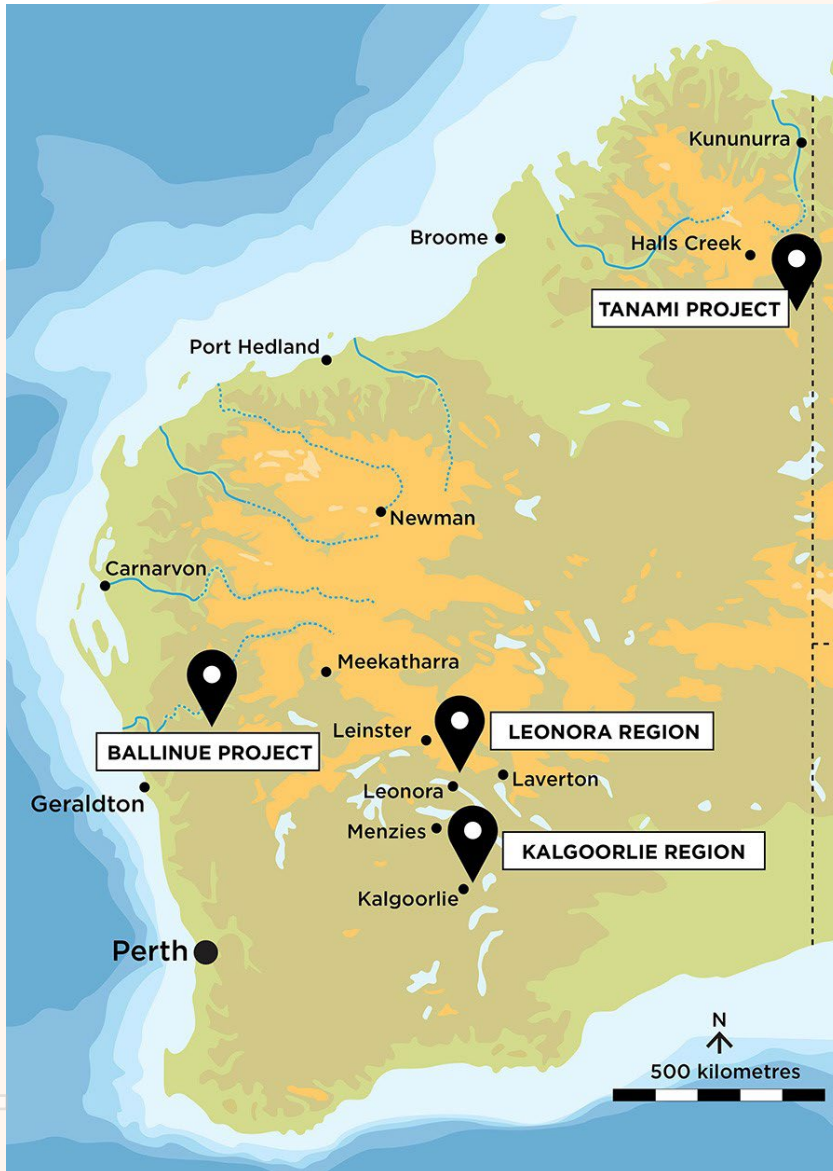 Kununurra
Broome
Halls Creek
TANAMI PROJECT
Port Hedland
Newman
Carnarvon
Meekatharra
Leinster
LEONORA REGION
BALLINUE PROJECT
Laverton
Leonora
Geraldton
Menzies
KALGOORLIE REGION
Kalgoorlie
Perth
N
500 kilometres